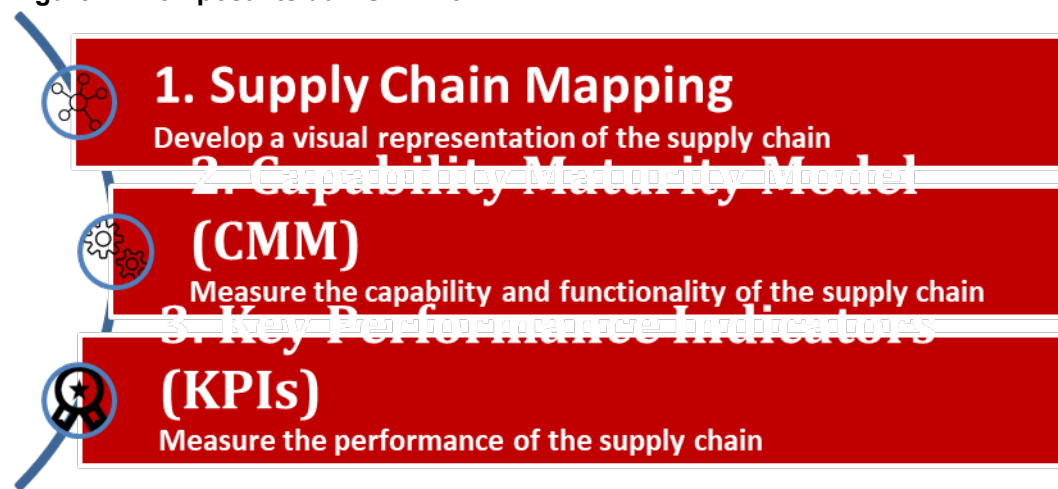 1. Supply Chain Mapping
Develop a visual representation of the supply chain
2. Capability Maturity Model
(CMM)
Measure the capability and functionality of the supply chain
3. Key Performance Indicators
(KPIs)
Measure the performance of the supply chain